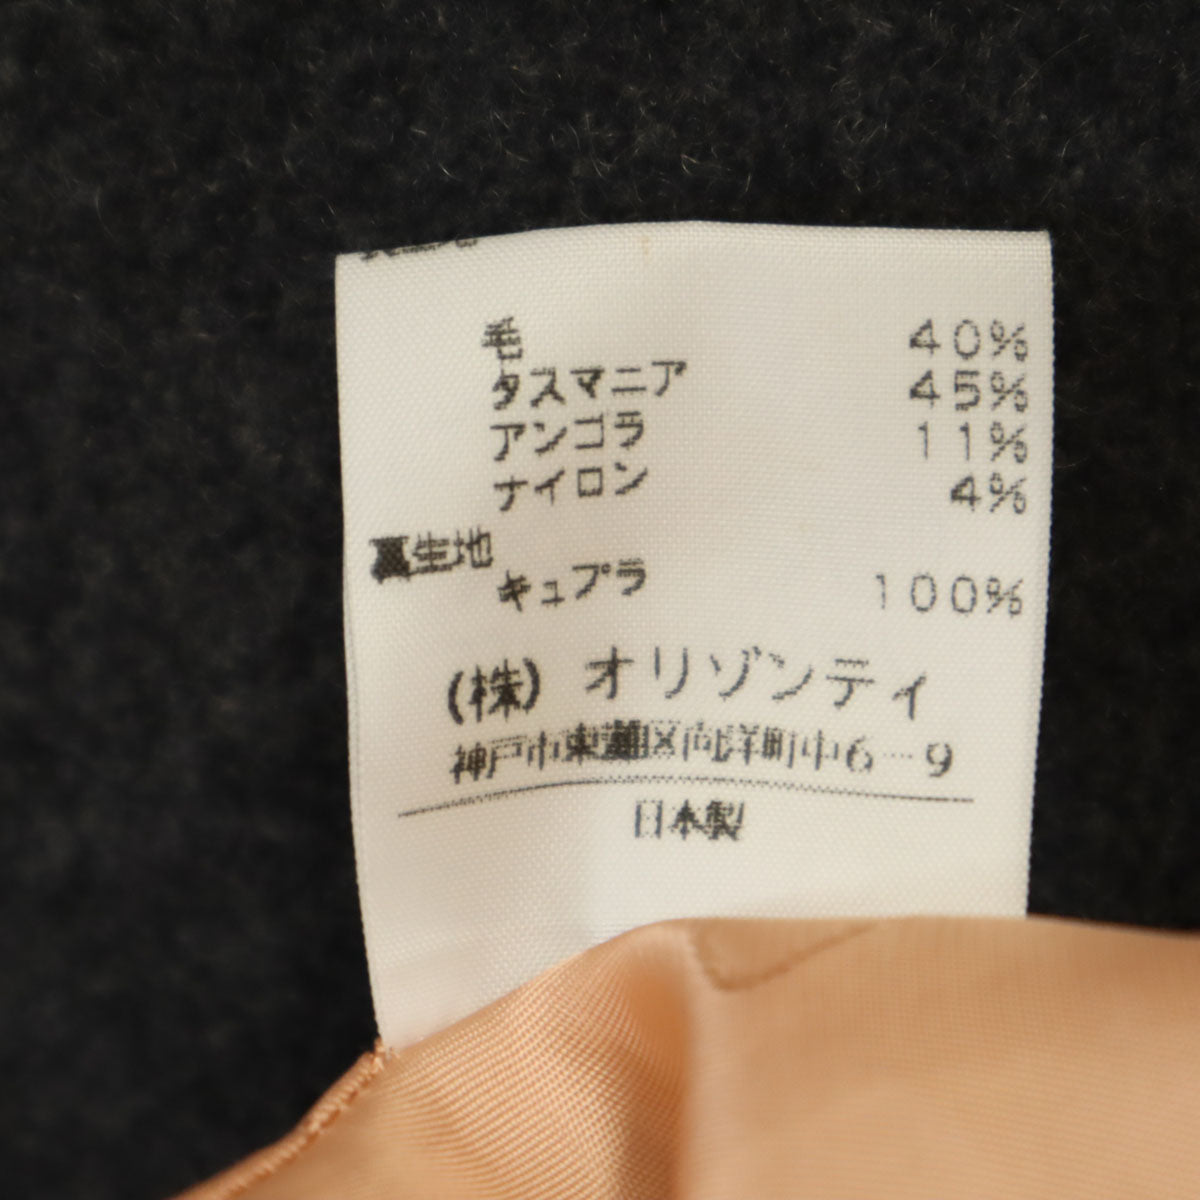 毛 40%
タスマニア 45%
アンゴラ 11%
ナイロン 4%
裏生地
キュプラ 100%
(株) オリゾンティ
神戸市東灘区向洋町中6-9
日本製